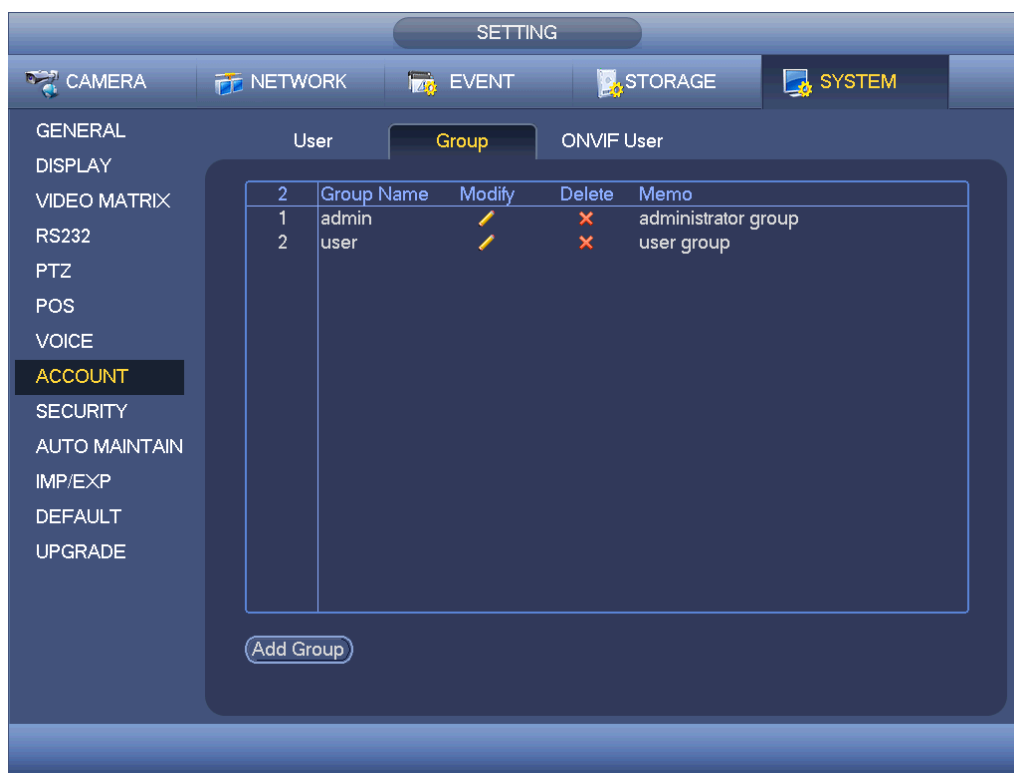 SETTING
CAMERA NETWORK EVENT STORAGE SYSTEM
GENERAL
DISPLAY
VIDEO MATRIX
RS232
PTZ
POS
VOICE
ACCOUNT
SECURITY
AUTO MAINTAIN
IMP/EXP
DEFAULT
UPGRADE
User Group ONVIF User
2 Group Name Modify Delete Memo
1 admin administrator group
2 user user group
Add Group